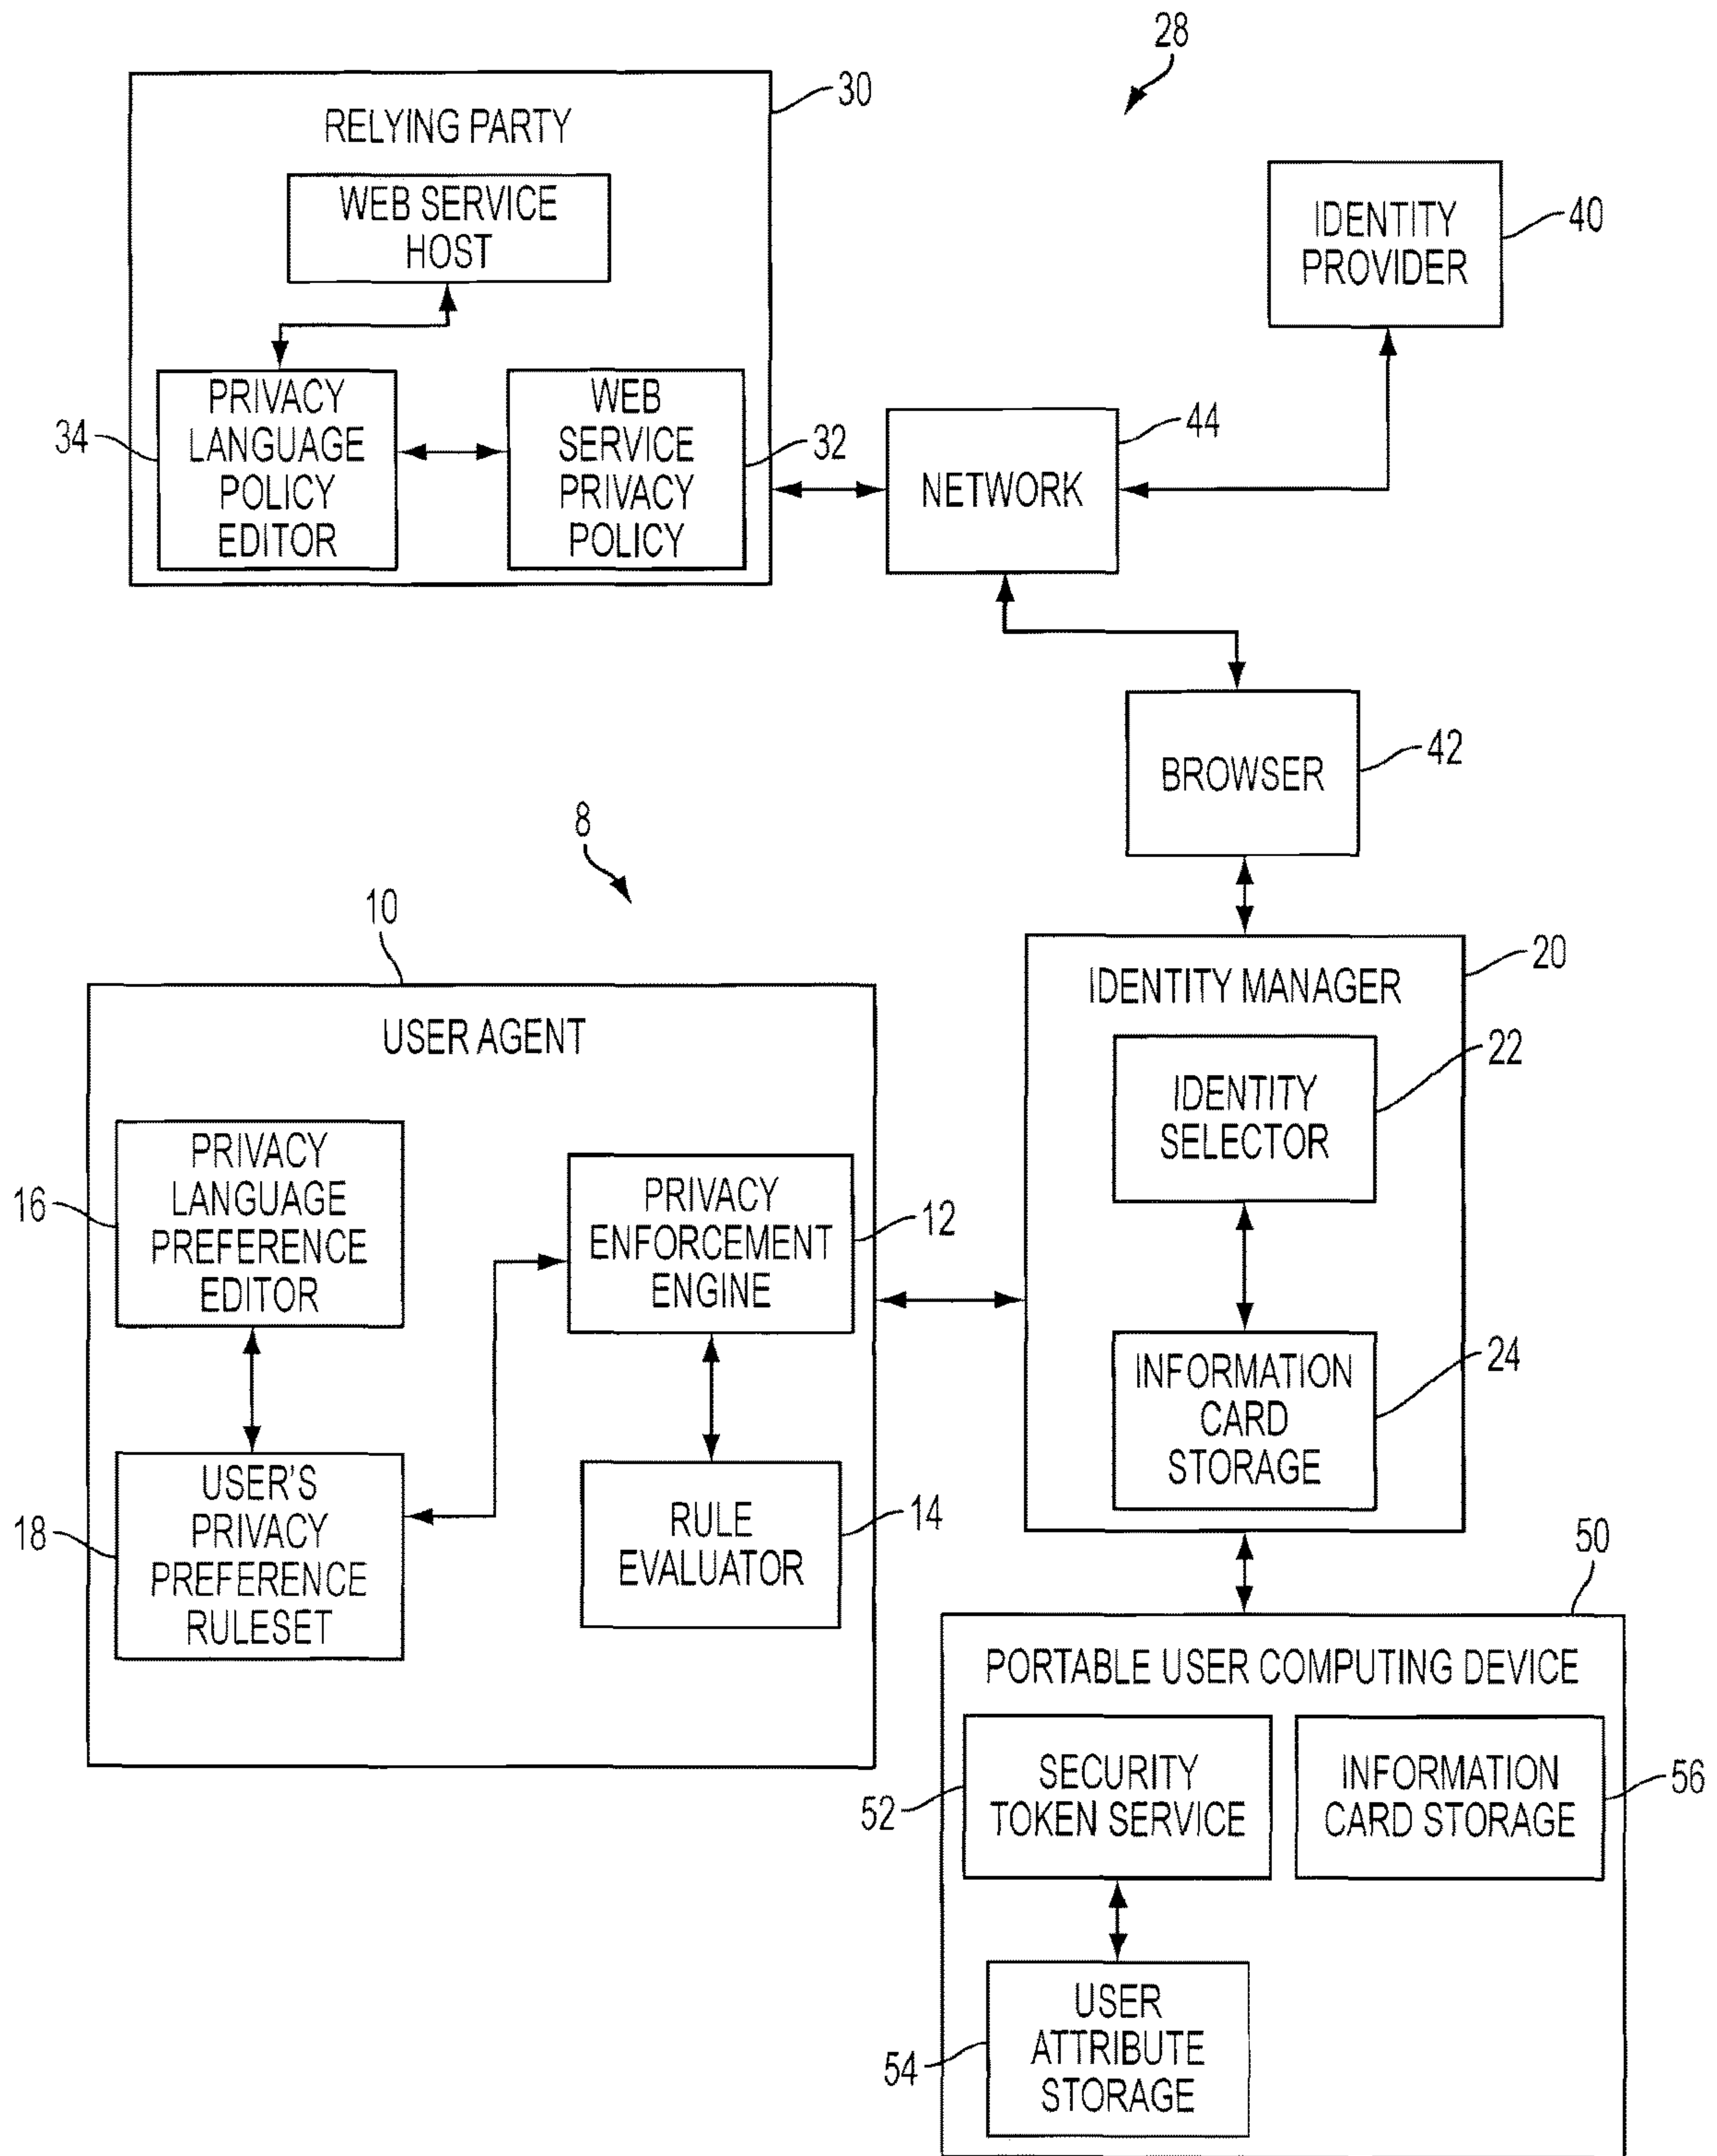 28
30
RELYING PARTY
WEB SERVICE
HOST
IDENTITY
PROVIDER
40
34
PRIVACY
LANGUAGE
POLICY
EDITOR
WEB
SERVICE
PRIVACY
POLICY
32
44
NETWORK
BROWSER
42
8
10
USER AGENT
PRIVACY
LANGUAGE
PREFERENCE
EDITOR
16
PRIVACY
ENFORCEMENT
ENGINE
12
USER'S
PRIVACY
PREFERENCE
RULESET
18
RULE
EVALUATOR
14
20
IDENTITY MANAGER
22
IDENTITY
SELECTOR
24
INFORMATION
CARD
STORAGE
50
PORTABLE USER COMPUTING DEVICE
52
SECURITY
TOKEN SERVICE
INFORMATION
CARD STORAGE
56
54
USER
ATTRIBUTE
STORAGE